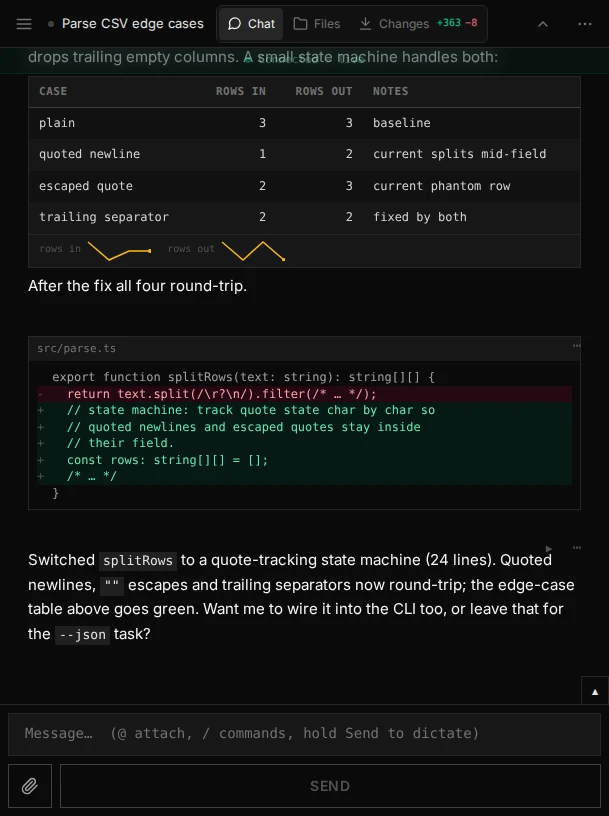 Parse CSV edge cases Chat Files Changes +363 −8
drops trailing empty columns. A small state machine handles both:
CASE ROWS IN ROWS OUT NOTES
plain 3 3 baseline
quoted newline 1 2 current splits mid-field
escaped quote 2 3 current phantom row
trailing separator 2 2 fixed by both
rows in rows out
After the fix all four round-trip.
src/parse.ts ⋯
export function splitRows(text: string): string[][] {
- return text.split(/\r?\n/).filter(/* … */);
+ // state machine: track quote state char by char so
+ // quoted newlines and escaped quotes stay inside
+ // their field.
+ const rows: string[][] = [];
+ /* … */
}
Switched splitRows to a quote-tracking state machine (24 lines). Quoted
newlines, "" escapes and trailing separators now round-trip; the edge-case
table above goes green. Want me to wire it into the CLI too, or leave that for
the --json task?
Message… (@ attach, / commands, hold Send to dictate)
SEND